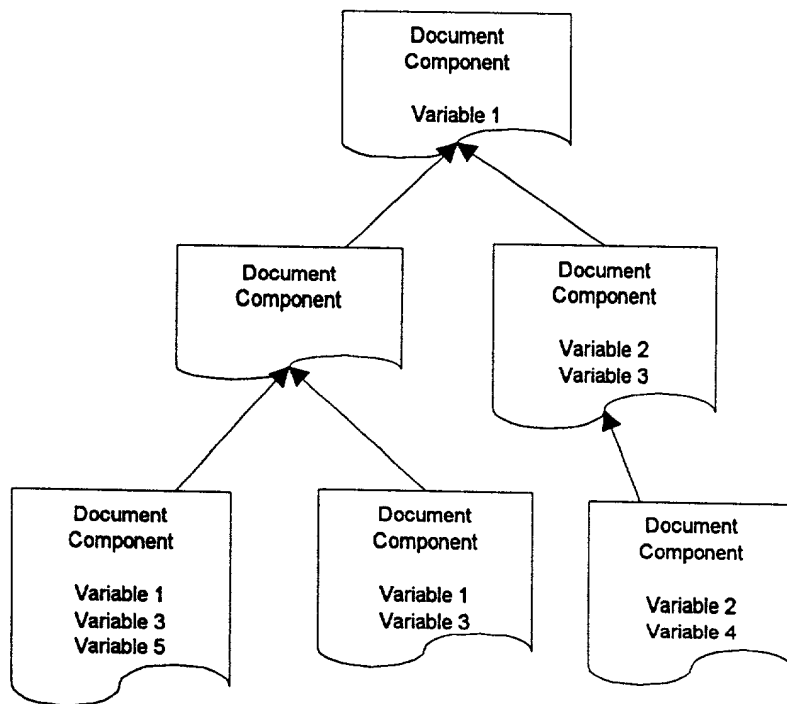 Document
Component
Variable 1
Document
Component
Document
Component
Variable 2
Variable 3
Document
Component
Variable 1
Variable 3
Variable 5
Document
Component
Variable 1
Variable 3
Document
Component
Variable 2
Variable 4